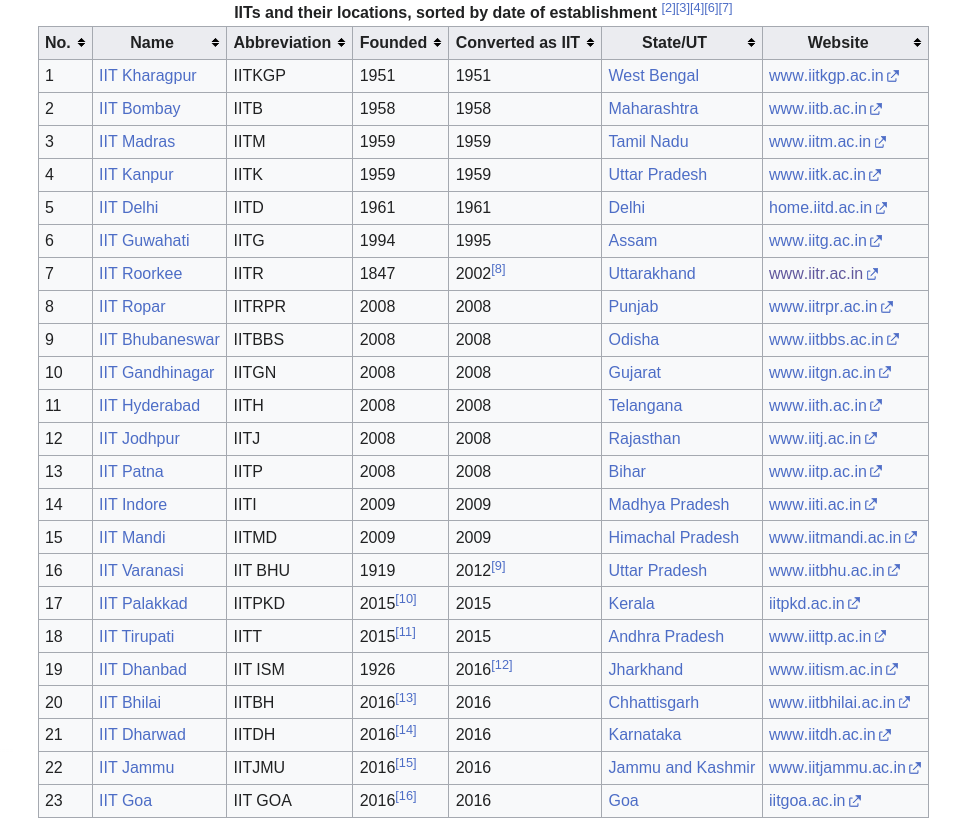 IITs and their locations, sorted by date of establishment [2][3][4][6][7]
No. Name Abbreviation Founded Converted as IIT State/UT Website
1 IIT Kharagpur IITKGP 1951 1951 West Bengal www.iitkgp.ac.in
2 IIT Bombay IITB 1958 1958 Maharashtra www.iitb.ac.in
3 IIT Madras IITM 1959 1959 Tamil Nadu www.iitm.ac.in
4 IIT Kanpur IITK 1959 1959 Uttar Pradesh www.iitk.ac.in
5 IIT Delhi IITD 1961 1961 Delhi home.iitd.ac.in
6 IIT Guwahati IITG 1994 1995 Assam www.iitg.ac.in
7 IIT Roorkee IITR 1847 2002[8] Uttarakhand www.iitr.ac.in
8 IIT Ropar IITRPR 2008 2008 Punjab www.iitrpr.ac.in
9 IIT Bhubaneswar IITBBS 2008 2008 Odisha www.iitbbs.ac.in
10 IIT Gandhinagar IITGN 2008 2008 Gujarat www.iitgn.ac.in
11 IIT Hyderabad IITH 2008 2008 Telangana www.iith.ac.in
12 IIT Jodhpur IITJ 2008 2008 Rajasthan www.iitj.ac.in
13 IIT Patna IITP 2008 2008 Bihar www.iitp.ac.in
14 IIT Indore IITI 2009 2009 Madhya Pradesh www.iiti.ac.in
15 IIT Mandi IITMD 2009 2009 Himachal Pradesh www.iitmandi.ac.in
16 IIT Varanasi IIT BHU 1919 2012[9] Uttar Pradesh www.iitbhu.ac.in
17 IIT Palakkad IITPKD 2015[10] 2015 Kerala iitpkd.ac.in
18 IIT Tirupati IITT 2015[11] 2015 Andhra Pradesh www.iittp.ac.in
19 IIT Dhanbad IIT ISM 1926 2016[12] Jharkhand www.iitism.ac.in
20 IIT Bhilai IITBH 2016[13] 2016 Chhattisgarh www.iitbhilai.ac.in
21 IIT Dharwad IITDH 2016[14] 2016 Karnataka www.iitdh.ac.in
22 IIT Jammu IITJMU 2016[15] 2016 Jammu and Kashmir www.iitjammu.ac.in
23 IIT Goa IIT GOA 2016[16] 2016 Goa iitgoa.ac.in